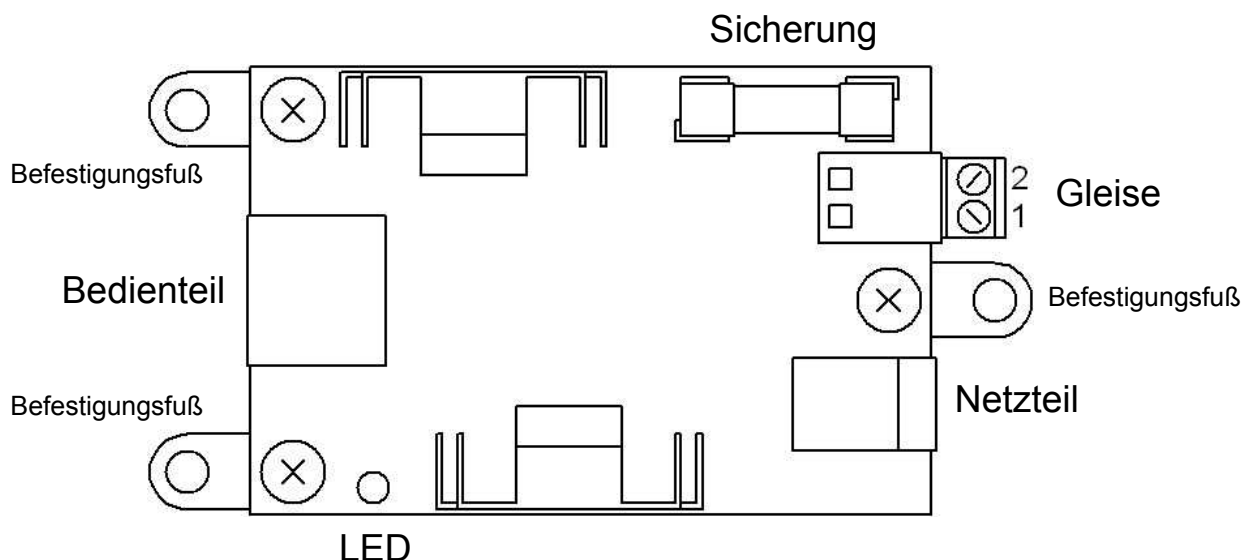 Sicherung
Befestigungsfuß
2
Gleise
1
Bedienteil
Befestigungsfuß
Befestigungsfuß
Netzteil
LED